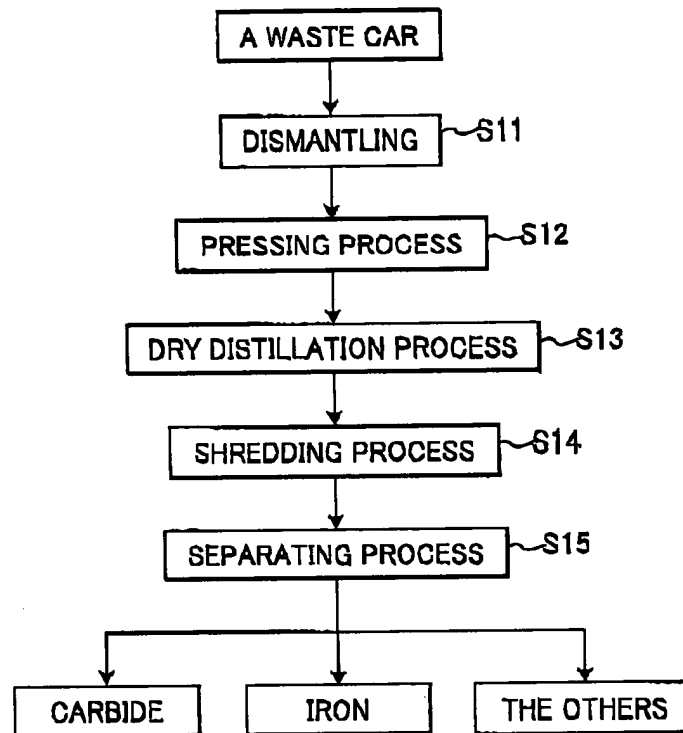 A WASTE CAR
DISMANTLING
S11
PRESSING PROCESS
S12
DRY DISTILLATION PROCESS
S13
SHREDDING PROCESS
S14
SEPARATING PROCESS
S15
CARBIDE
IRON
THE OTHERS